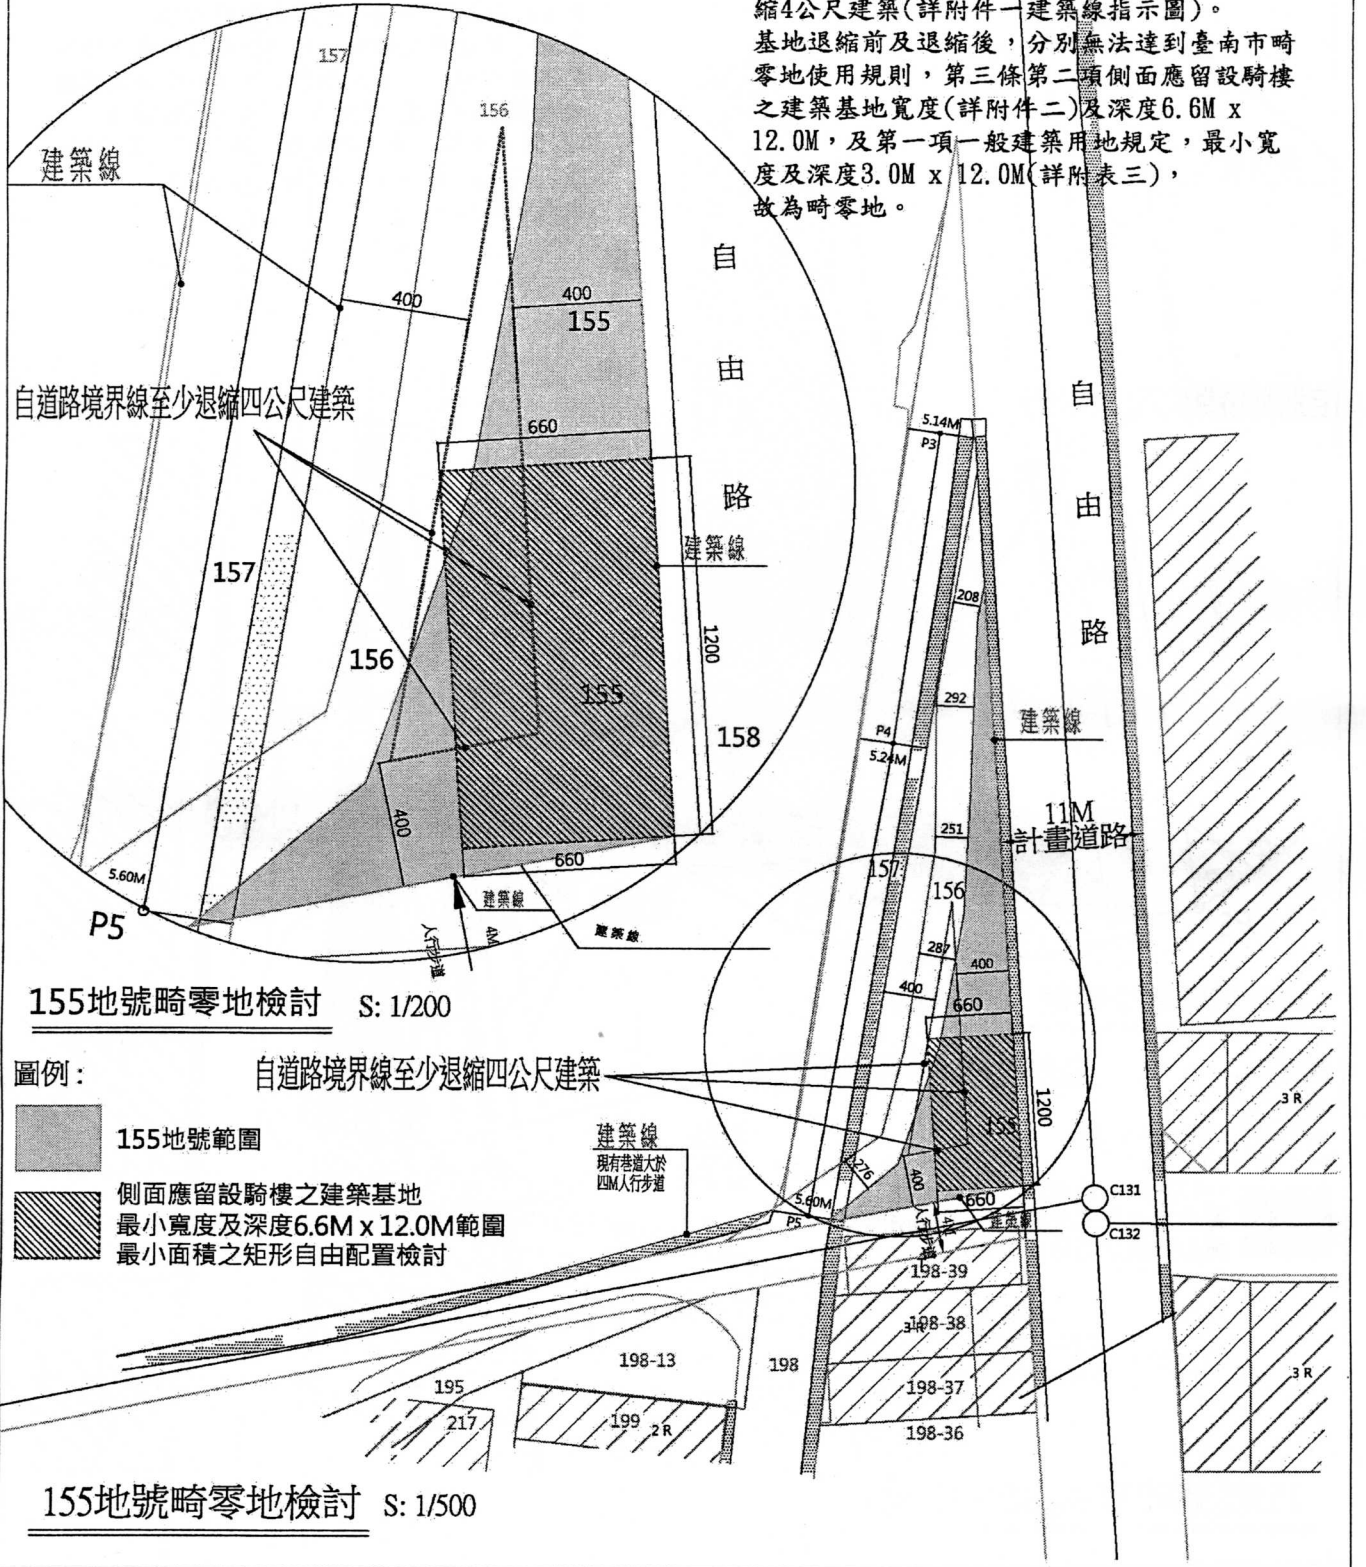 縮4公尺建築(詳附件一建築線指示圖)。
基地退縮前及退縮後，分別無法達到臺南市畸
零地使用規則，第三條第二項側面應留設騎樓
之建築基地寬度(詳附件二)及深度6.6M x
12.0M，及第一項一般建築用地規定，最小寬
度及深度3.0M x 12.0M(詳附表三)，
故為畸零地。
157
156
建築線
400
400
155
自由路
自道路境界線至少退縮四公尺建築
660
建築線
157
156
1200
155
158
400
660
5.60M
P5
建築線
建築線
4M
人行步道
155地號畸零地檢討 S: 1/200
自由路
5.14M
P3
208
292
建築線
P4
5.24M
11M
計畫道路
251
157
156
287
400
400
660
圖例：
自道路境界線至少退縮四公尺建築
155地號範圍
側面應留設騎樓之建築基地
最小寬度及深度6.6M x 12.0M範圍
最小面積之矩形自由配置檢討
建築線
現有巷道大於
四M人行步道
1200
155
3 R
276
400
5.60M
P5
660
建築線
4M
人行步道
C131
C132
198-39
3 R
198-38
198-37
198-36
198-13
198
195
217
199
2 R
3 R
155地號畸零地檢討 S: 1/500